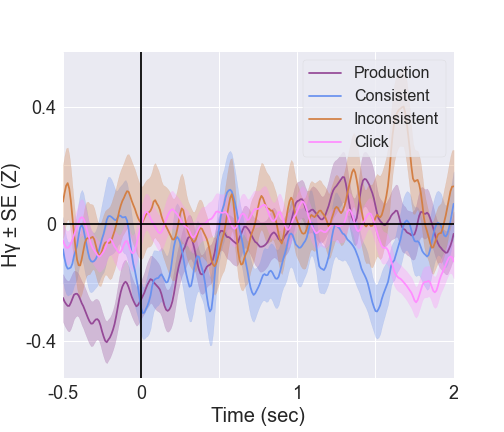 Production
Consistent
Inconsistent
Click
Hγ ± SE (Z)
0.4
0
-0.4
-0.5
0
1
2
Time (sec)